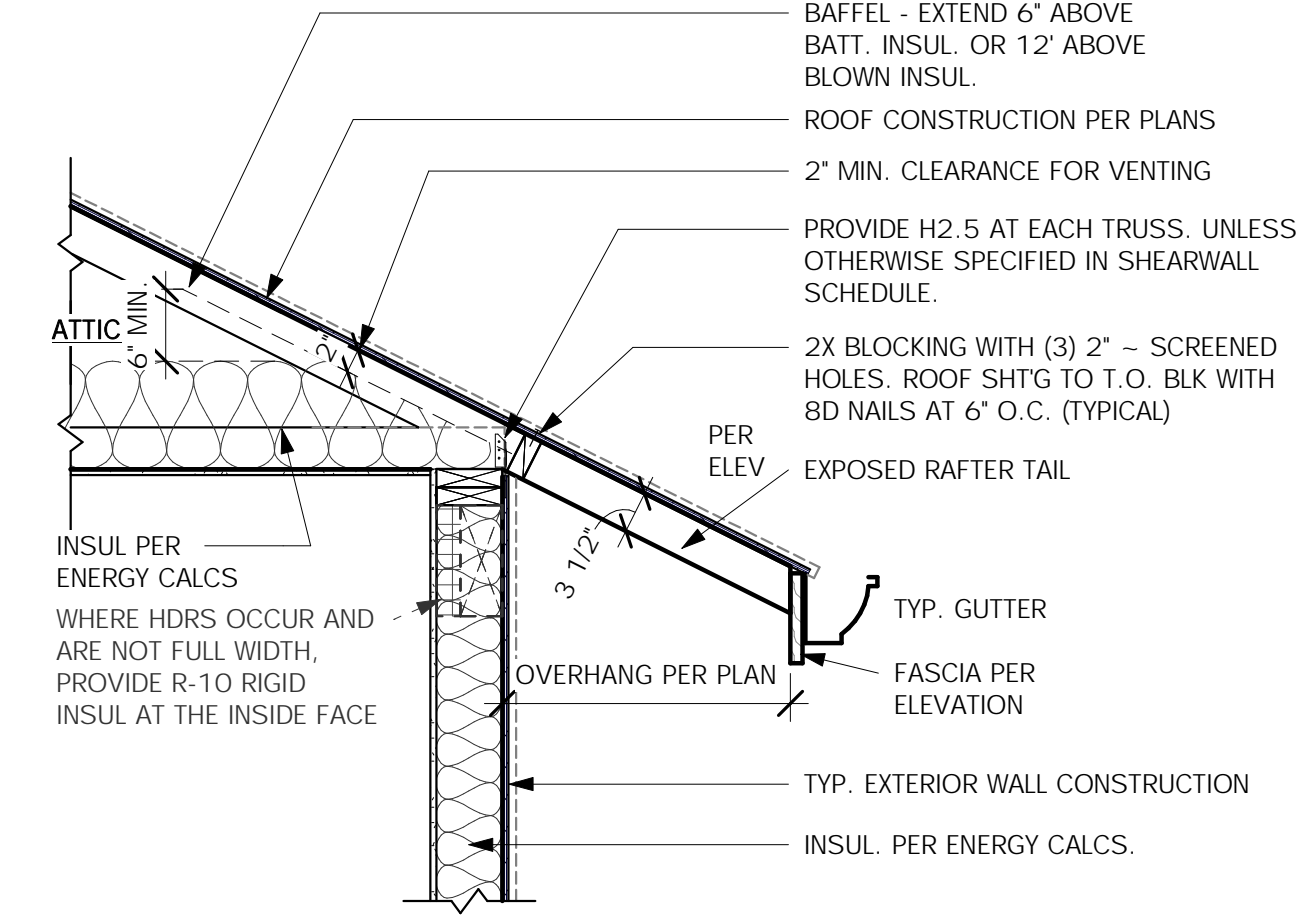 BAFFEL - EXTEND 6" ABOVE
BATT. INSUL. OR 12' ABOVE
BLOWN INSUL.
ROOF CONSTRUCTION PER PLANS
2" MIN. CLEARANCE FOR VENTING
PROVIDE H2.5 AT EACH TRUSS. UNLESS
OTHERWISE SPECIFIED IN SHEARWALL
SCHEDULE.
2X BLOCKING WITH (3) 2" ~ SCREENED
HOLES. ROOF SHT'G TO T.O. BLK WITH
8D NAILS AT 6" O.C. (TYPICAL)
PER
ELEV
EXPOSED RAFTER TAIL
ATTIC
6" MIN.
2"
3 1/2"
INSUL PER
ENERGY CALCS
WHERE HDRS OCCUR AND
ARE NOT FULL WIDTH,
PROVIDE R-10 RIGID
INSUL AT THE INSIDE FACE
TYP. GUTTER
OVERHANG PER PLAN
FASCIA PER
ELEVATION
TYP. EXTERIOR WALL CONSTRUCTION
INSUL. PER ENERGY CALCS.